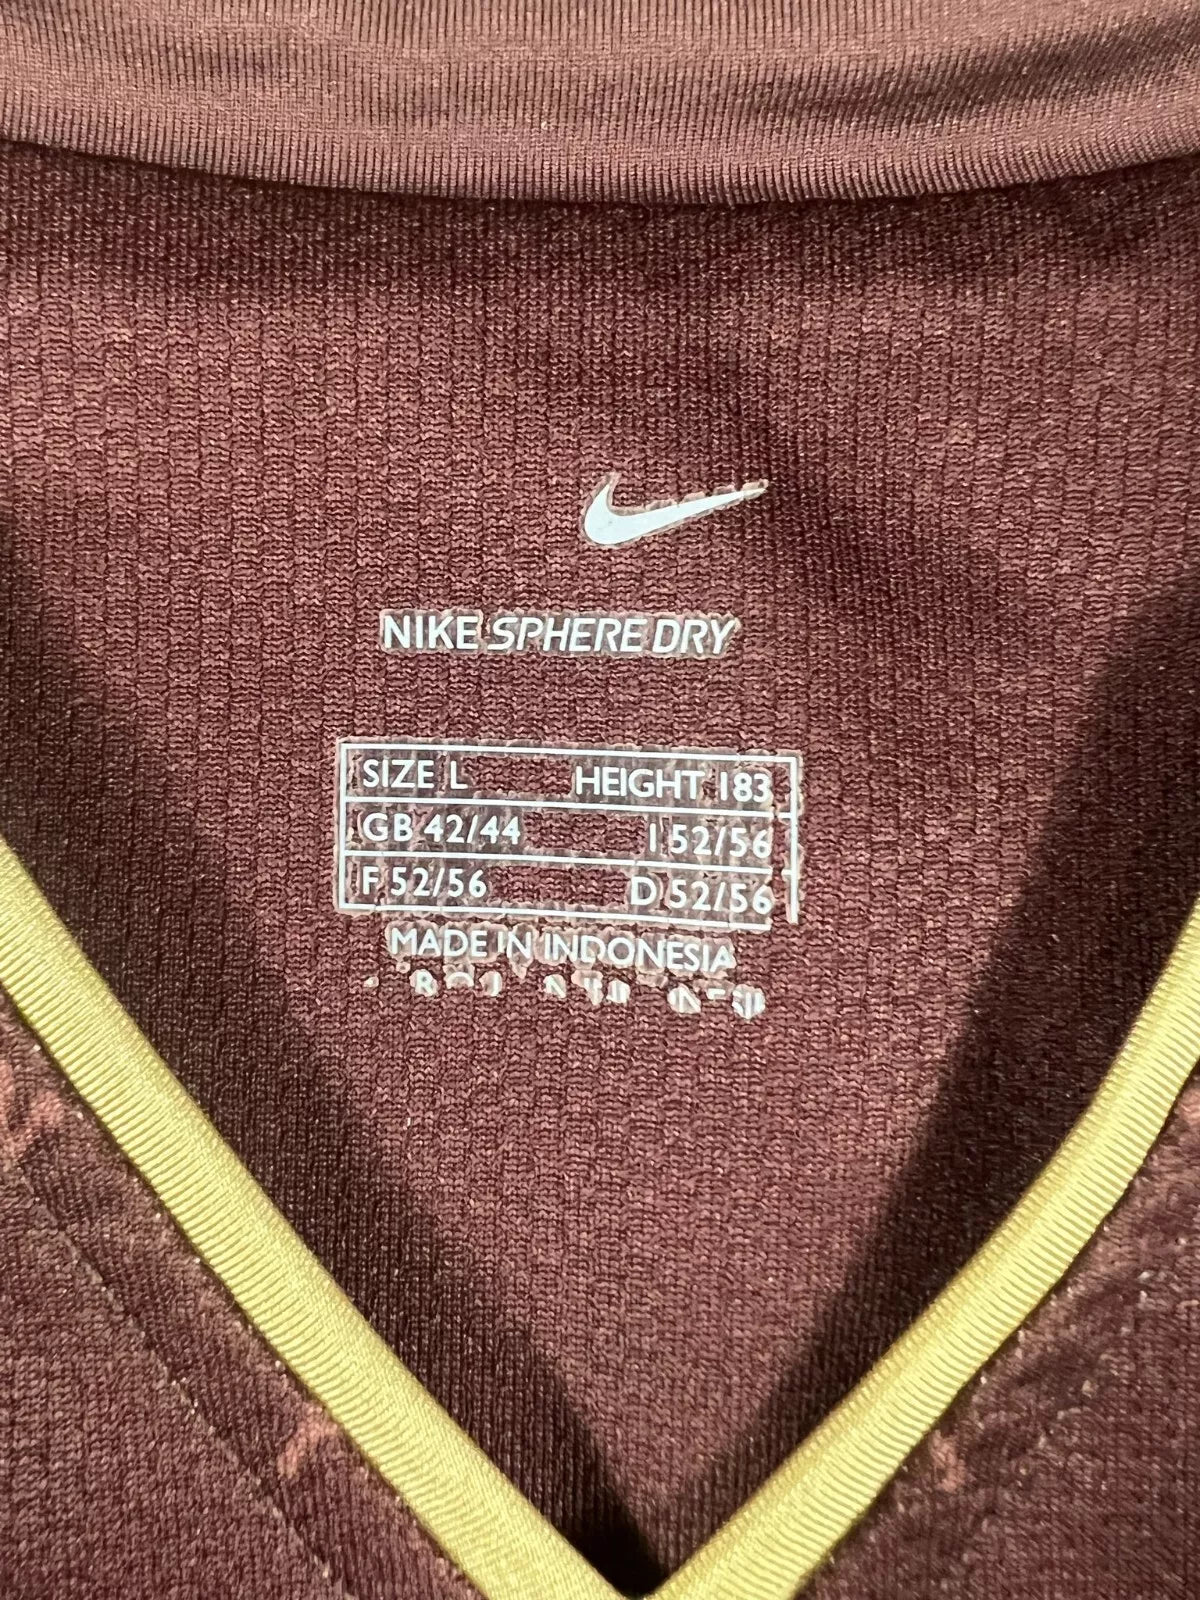 NIKE SPHERE DRY
SIZE L HEIGHT 183
GB 42/44 I 52/56
F 52/56 D 52/56
MADE IN INDONESIA